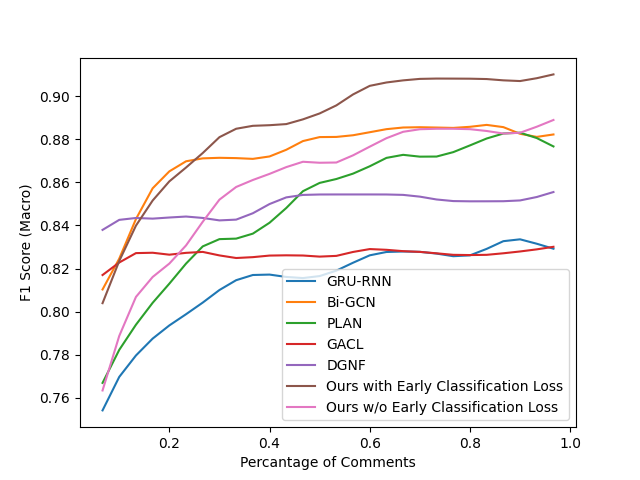 0.90
0.88
0.86
0.84
0.82
0.80
0.78
0.76
F1 Score (Macro)
GRU-RNN
Bi-GCN
PLAN
GACL
DGNF
Ours with Early Classification Loss
Ours w/o Early Classification Loss
0.2 0.4 0.6 0.8 1.0
Percantage of Comments